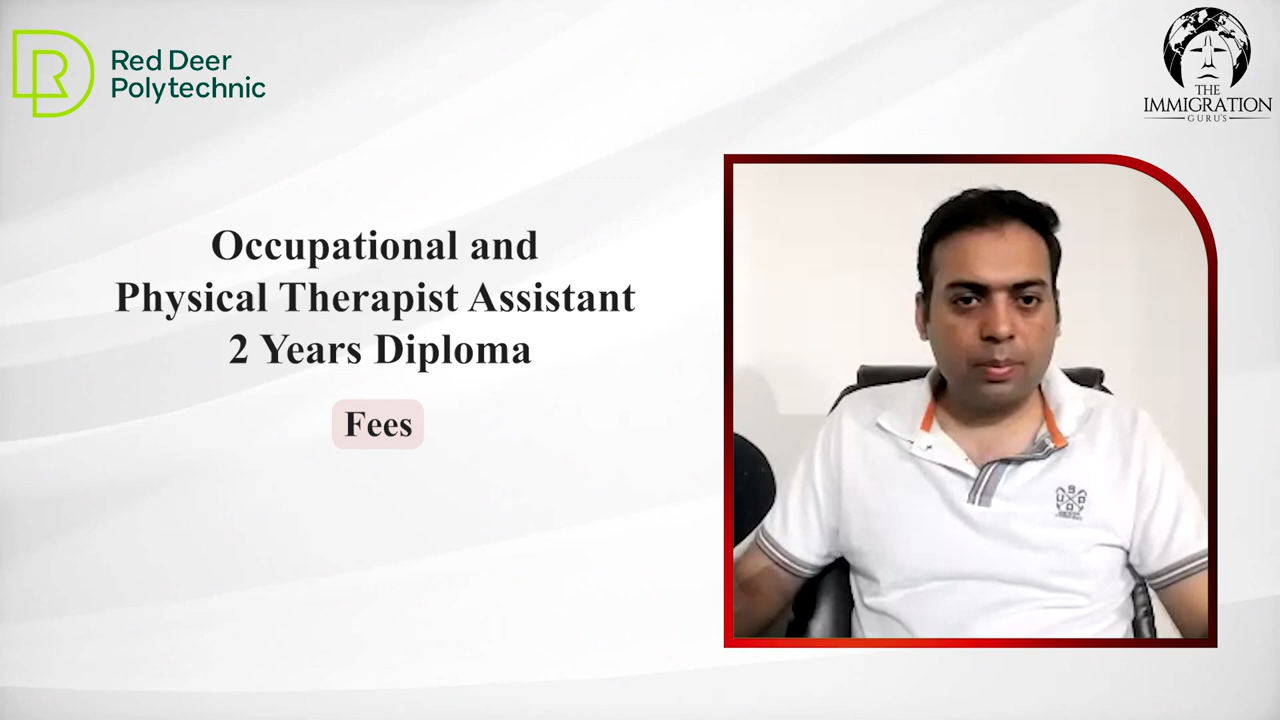 Red Deer
Polytechnic
THE
IMMIGRATION
GURU'S
Occupational and
Physical Therapist Assistant
2 Years Diploma
Fees